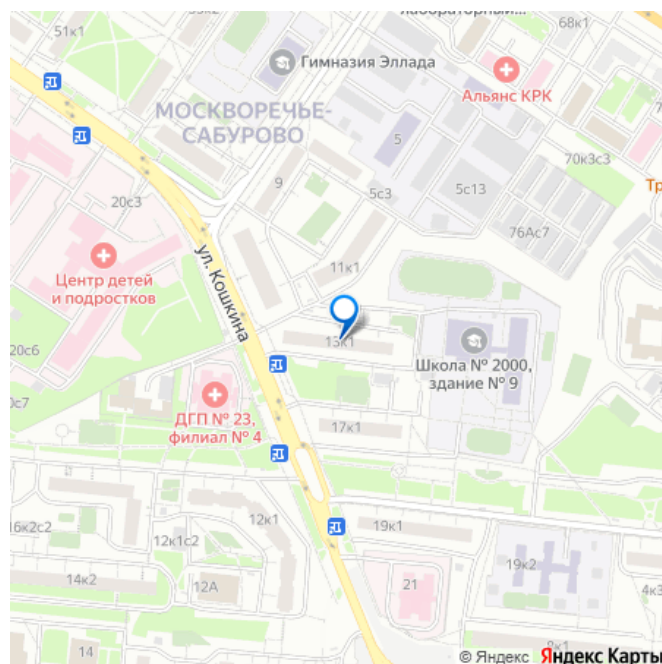 51к1
68к1
Гимназия Эллада
Альянс КРК
МОСКВОРЕЧЬЕ-
САБУРОВО
5
70к3с3
9
5с3
5с13
20с3
76Ас7
ул. Кошкина
Центр детей
и подростков
11к1
20с6
13к1
Школа № 2000,
здание № 9
ДГП № 23,
филиал № 4
17к1
16к2с2
12к1
12к1с2
19к1
14к2
12А
21
19к2
14
© Яндекс Яндекс Карты